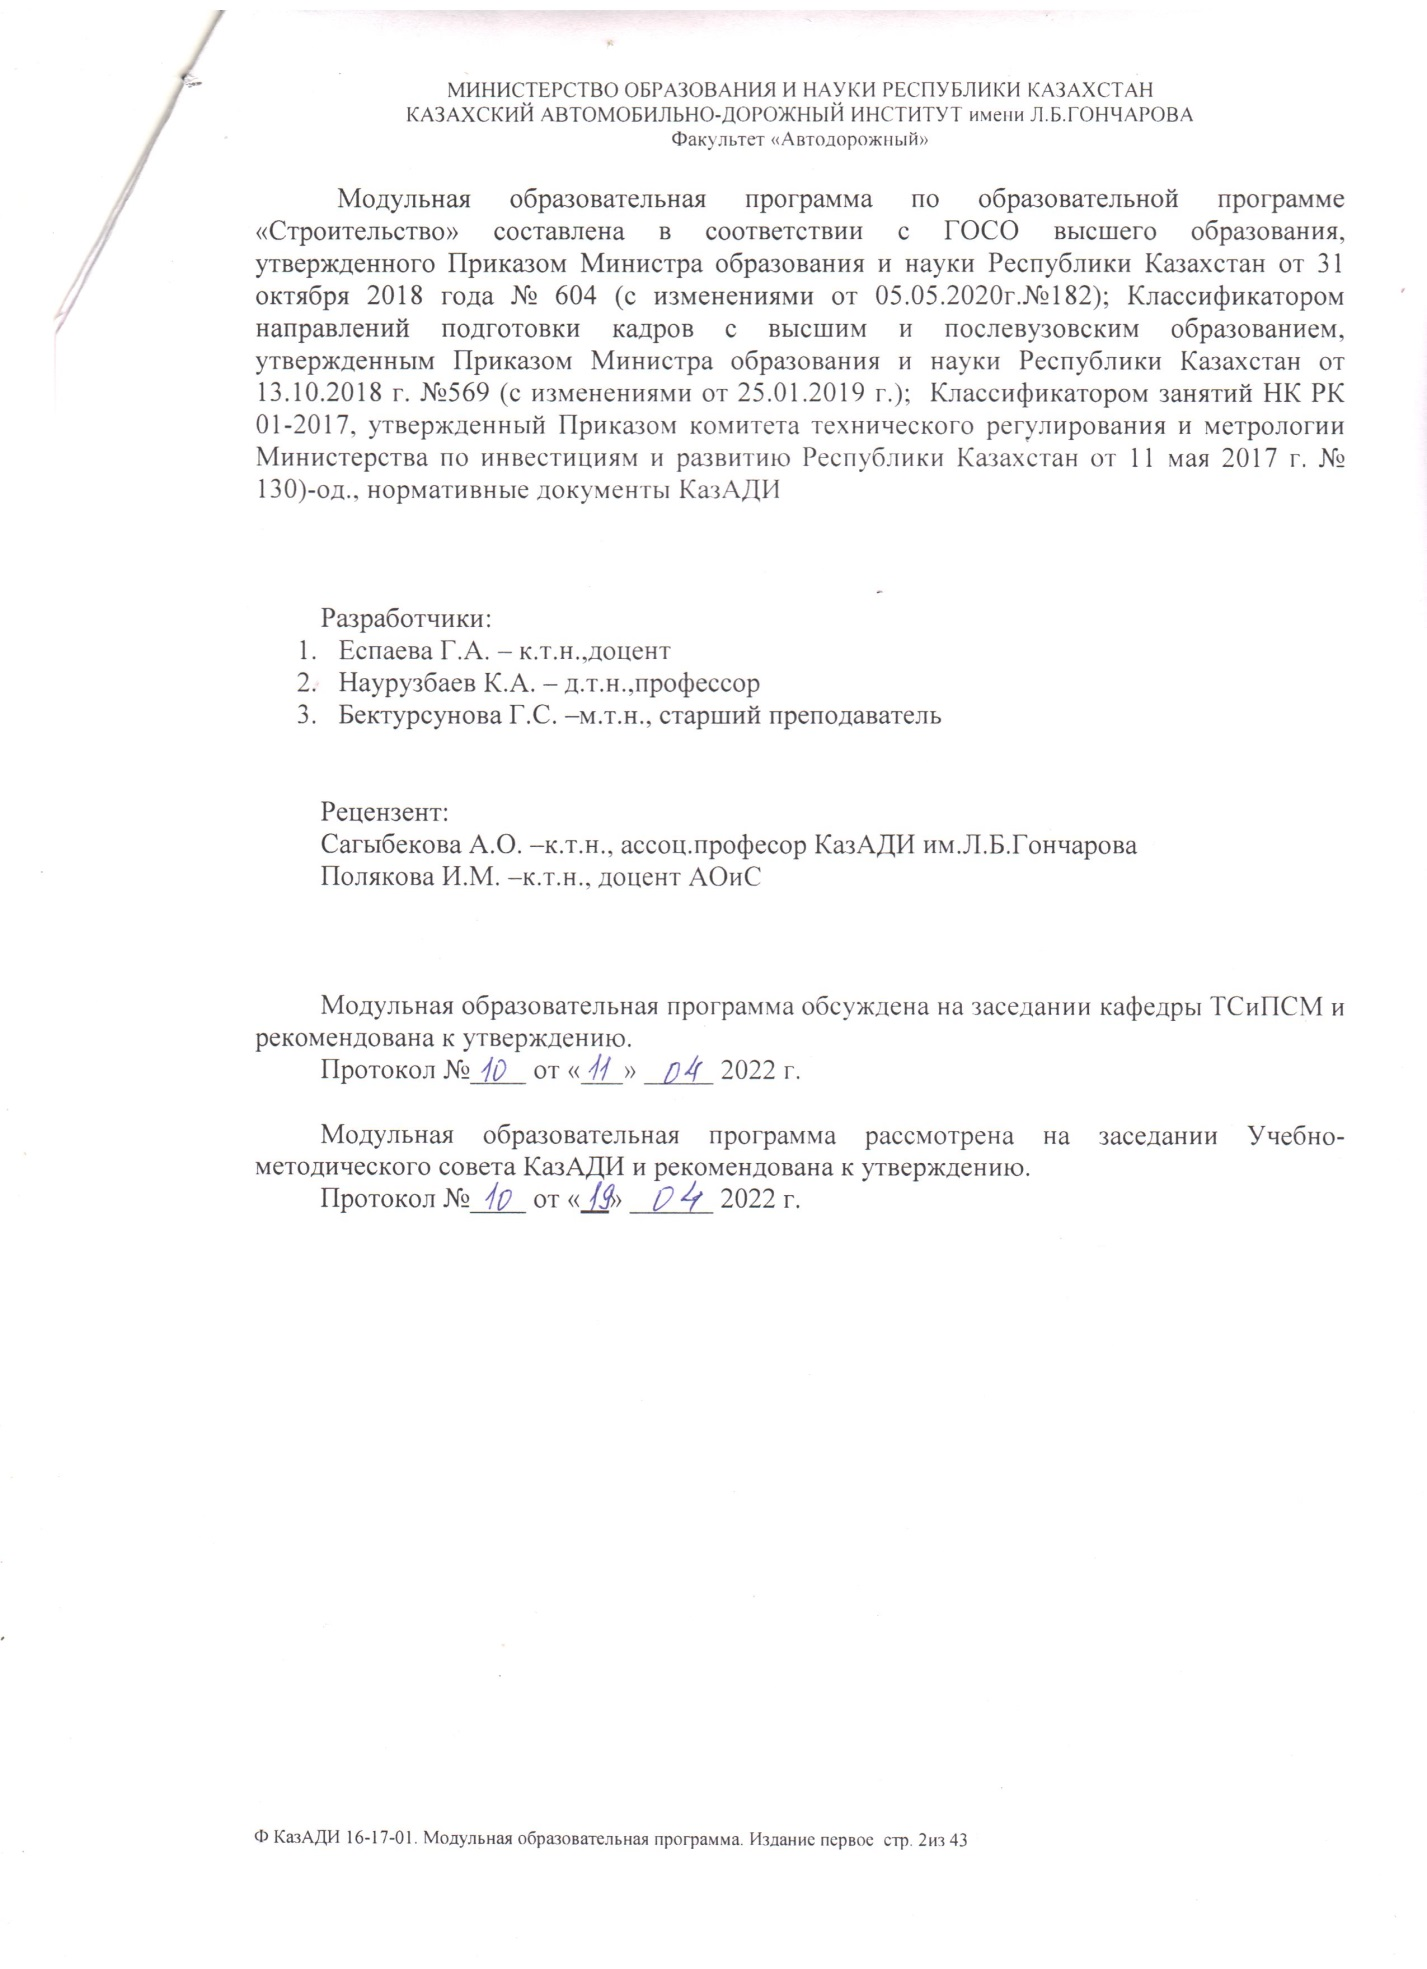 МИНИСТЕРСТВО ОБРАЗОВАНИЯ И НАУКИ РЕСПУБЛИКИ КАЗАХСТАН
КАЗАХСКИЙ АВТОМОБИЛЬНО-ДОРОЖНЫЙ ИНСТИТУТ имени Л.Б.ГОНЧАРОВА
Факультет «Автодорожный»
Модульная образовательная программа по образовательной программе
«Строительство» составлена в соответствии с ГОСО высшего образования,
утвержденного Приказом Министра образования и науки Республики Казахстан от 31
октября 2018 года № 604 (с изменениями от 05.05.2020г.№182); Классификатором
направлений подготовки кадров с высшим и послевузовским образованием,
утвержденным Приказом Министра образования и науки Республики Казахстан от
13.10.2018 г. №569 (с изменениями от 25.01.2019 г.); Классификатором занятий НК РК
01-2017, утвержденный Приказом комитета технического регулирования и метрологии
Министерства по инвестициям и развитию Республики Казахстан от 11 мая 2017 г. №
130)-од., нормативные документы КазАДИ
Разработчики:
1. Еспаева Г.А. – к.т.н.,доцент
2. Наурузбаев К.А. – д.т.н.,профессор
3. Бектурсунова Г.С. –м.т.н., старший преподаватель
Рецензент:
Сагыбекова А.О. –к.т.н., ассоц.професор КазАДИ им.Л.Б.Гончарова
Полякова И.М. –к.т.н., доцент АОиС
Модульная образовательная программа обсуждена на заседании кафедры ТСиПСМ и
рекомендована к утверждению.
Протокол № 10 от «11» 04 2022 г.
Модульная образовательная программа рассмотрена на заседании Учебно-
методического совета КазАДИ и рекомендована к утверждению.
Протокол № 10 от «19» 04 2022 г.
Ф КазАДИ 16-17-01. Модульная образовательная программа. Издание первое стр. 2из 43